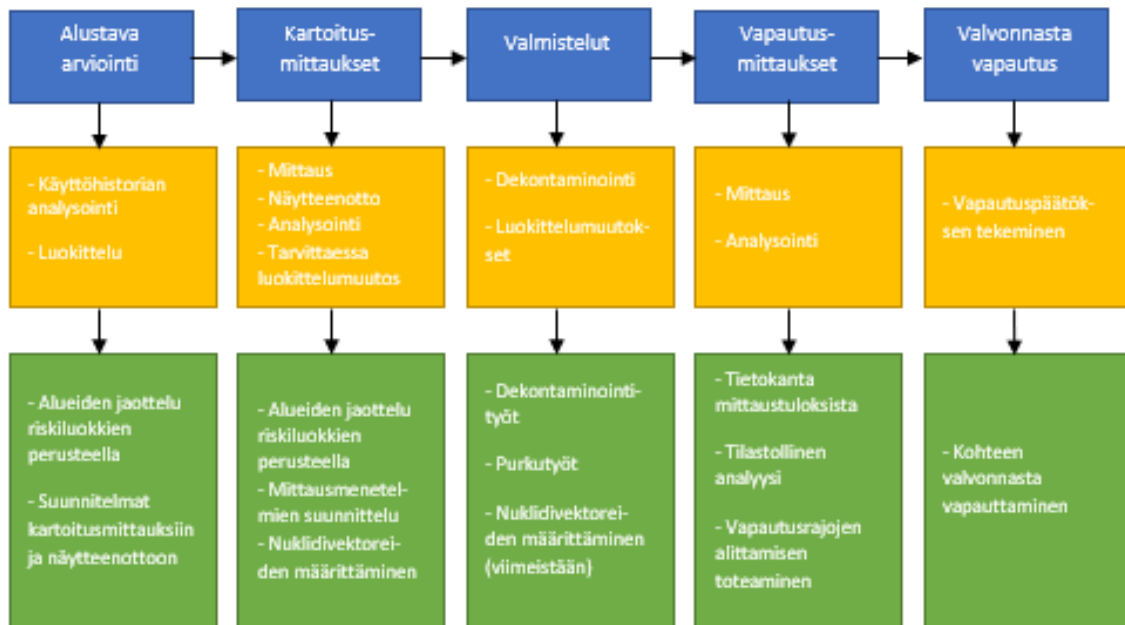 Alustava
arviointi
Kartoitus-
mittaukset
Valmistelut
Vapautus-
mittaukset
Valvonnasta
vapautus
- Käyttöhistorian
analysointi
- Luokittelu
- Mittaus
- Näytteenotto
- Analysointi
- Tarvittaessa
luokittelumuutos
- Dekontaminointi
- Luokittelumuutok-
set
- Mittaus
- Analysointi
- Vapautuspäätök-
sen tekeminen
- Alueiden jaottelu
riskiluokkien
perusteella
- Suunnitelmat
kartoitusmittauksiin
ja näytteenottoon
- Alueiden jaottelu
riskiluokkien
perusteella
- Mittausmenetel-
mien suunnittelu
- Nuklidivektorei-
den määrittäminen
- Dekontaminointi-
työt
- Purkutyöt
- Nuklidivektorei-
den määrittäminen
(viimeistään)
- Tietokanta
mittaustuloksista
- Tilastollinen
analyysi
- Vapautusrajojen
alittamisen
toteaminen
- Kohteen
valvonnasta
vapauttaminen